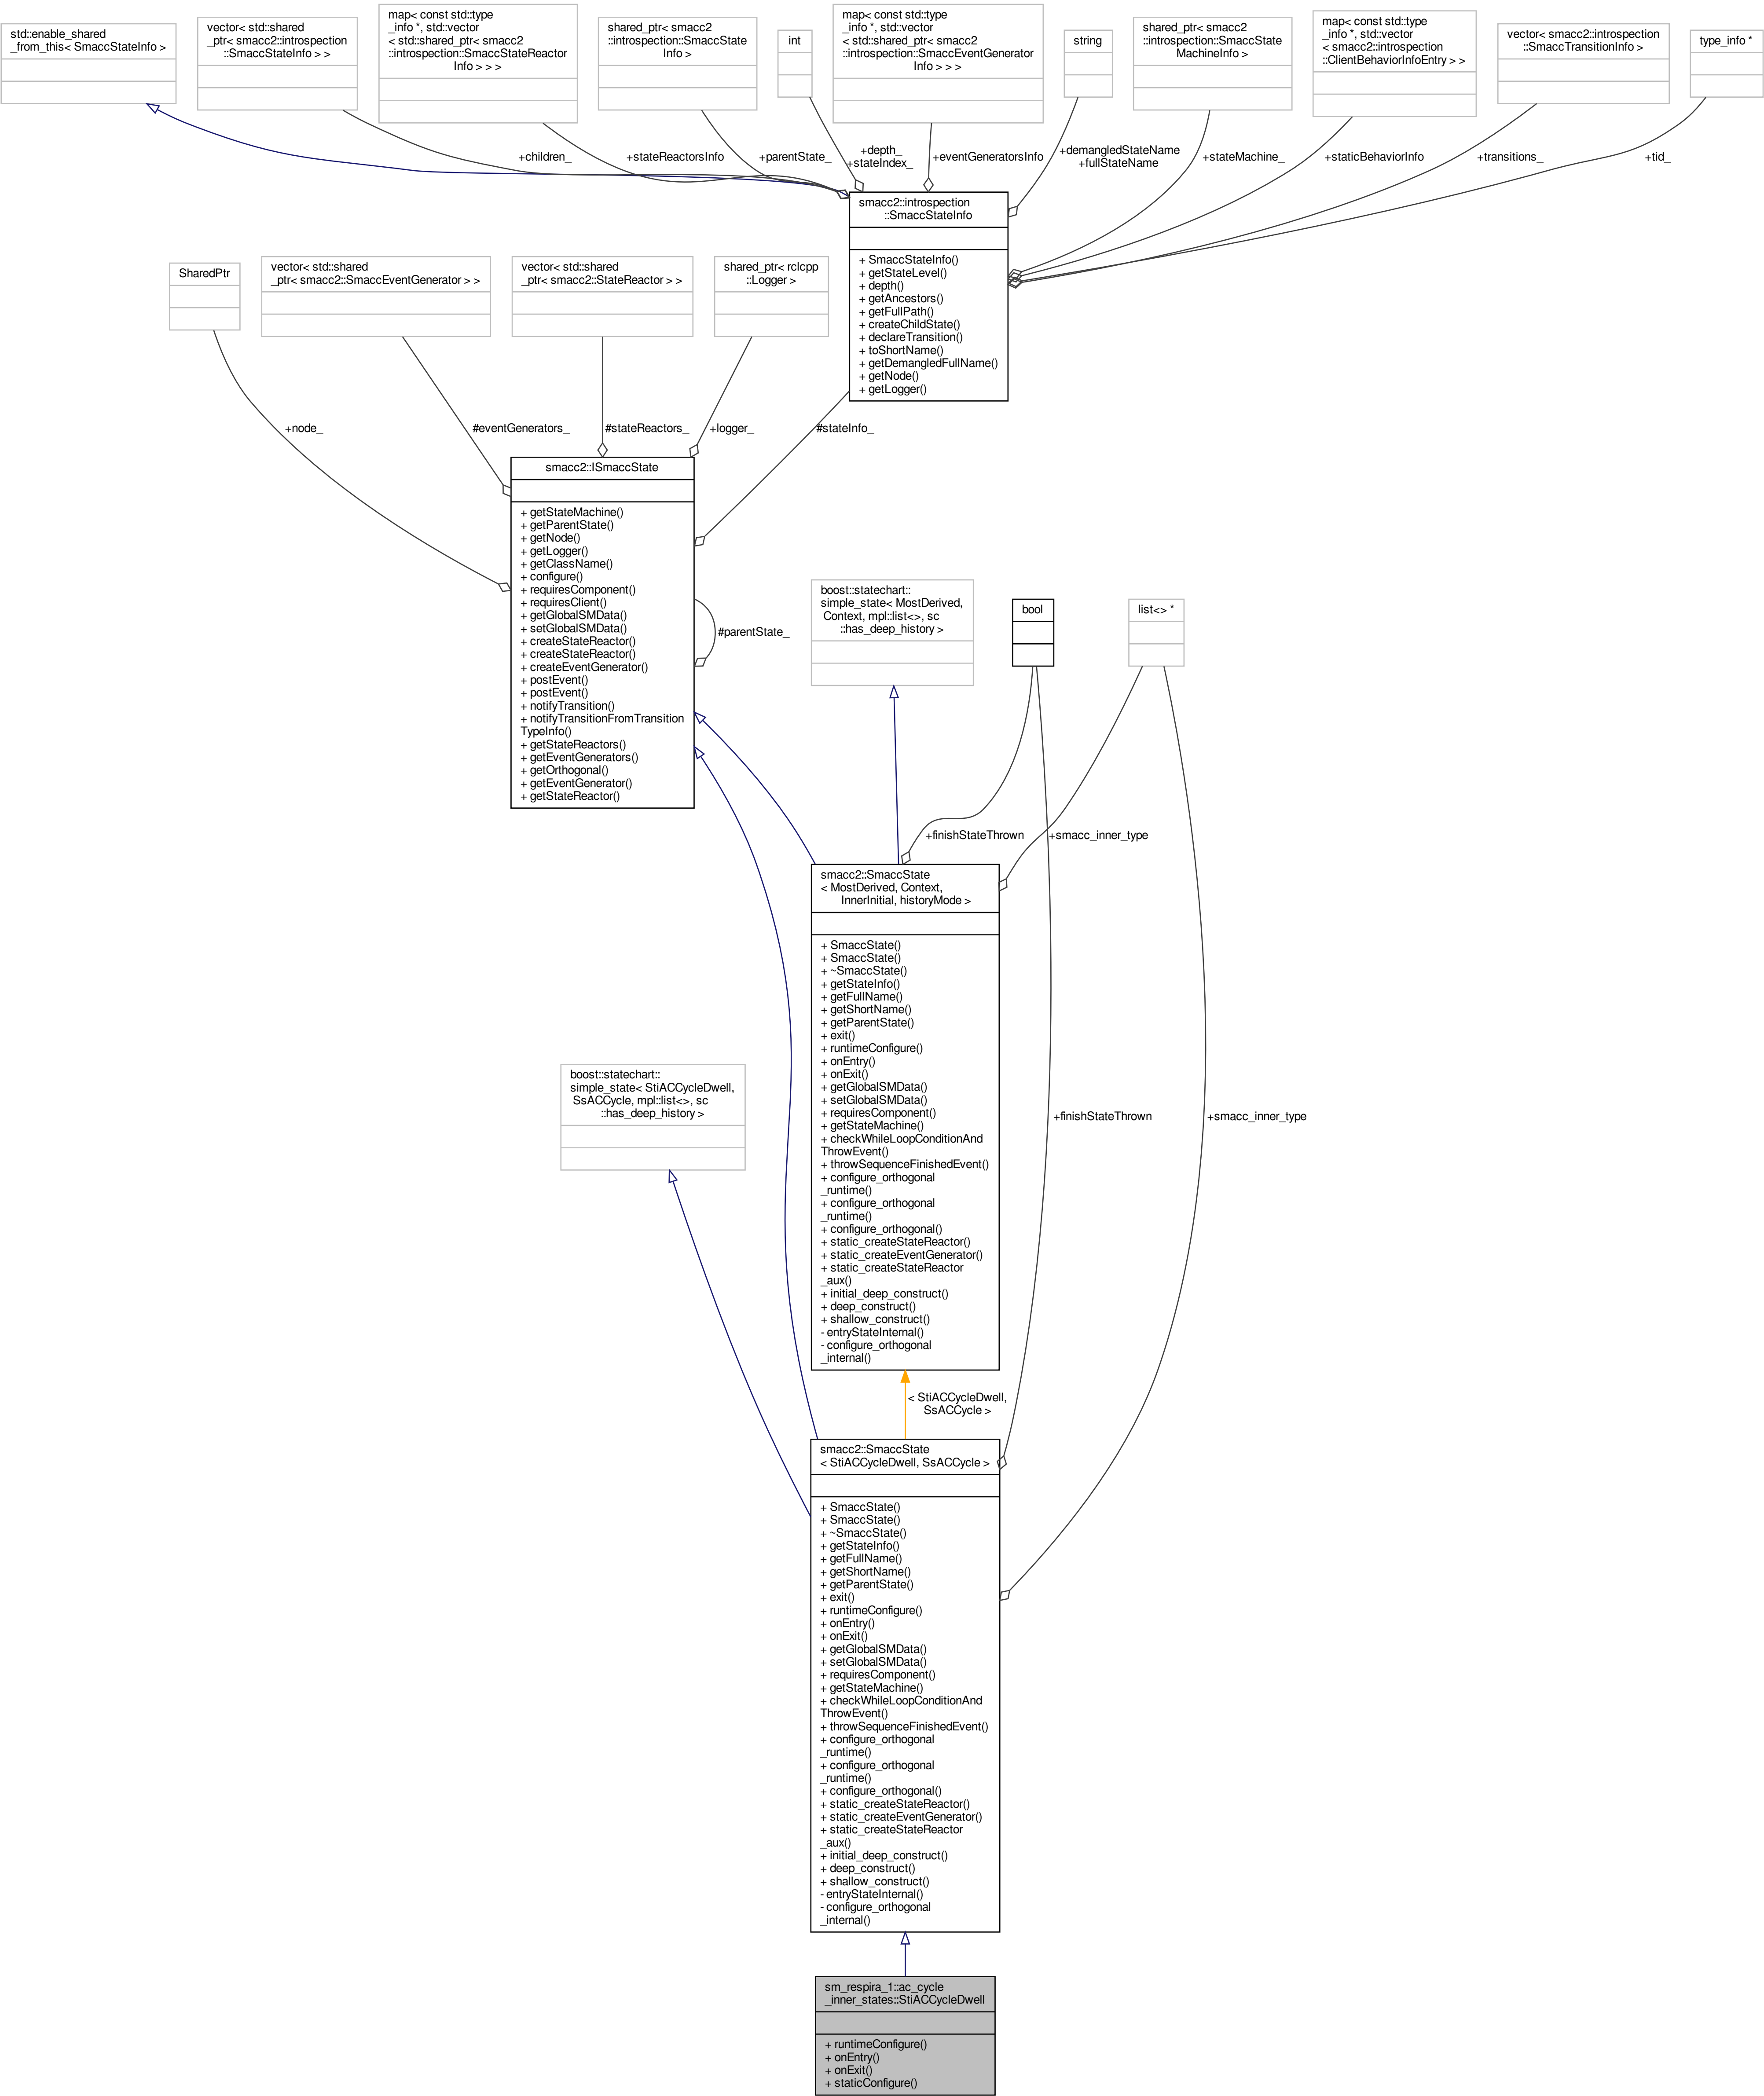 std::enable_shared
_from_this< SmaccStateInfo >
vector< std::shared
_ptr< smacc2::introspection
::SmaccStateInfo > >
map< const std::type
_info *, std::vector
< std::shared_ptr< smacc2
::introspection::SmaccStateReactor
Info > > >
shared_ptr< smacc2
::introspection::SmaccState
Info >
int
map< const std::type
_info *, std::vector
< std::shared_ptr< smacc2
::introspection::SmaccEventGenerator
Info > > >
string
shared_ptr< smacc2
::introspection::SmaccState
MachineInfo >
map< const std::type
_info *, std::vector
< smacc2::introspection
::ClientBehaviorInfoEntry > >
vector< smacc2::introspection
::SmaccTransitionInfo >
type_info *
+children_
+stateReactorsInfo
+parentState_
+depth_
+stateIndex_
+eventGeneratorsInfo
+demangledStateName
+fullStateName
+stateMachine_
+staticBehaviorInfo
+transitions_
+tid_
smacc2::introspection
::SmaccStateInfo
+ SmaccStateInfo()
+ getStateLevel()
+ depth()
+ getAncestors()
+ getFullPath()
+ createChildState()
+ declareTransition()
+ toShortName()
+ getDemangledFullName()
+ getNode()
+ getLogger()
SharedPtr
vector< std::shared
_ptr< smacc2::SmaccEventGenerator > >
vector< std::shared
_ptr< smacc2::StateReactor > >
shared_ptr< rclcpp
::Logger >
+node_
#eventGenerators_
#stateReactors_
+logger_
#stateInfo_
smacc2::ISmaccState
+ getStateMachine()
+ getParentState()
+ getNode()
+ getLogger()
+ getClassName()
+ configure()
+ requiresComponent()
+ requiresClient()
+ getGlobalSMData()
+ setGlobalSMData()
+ createStateReactor()
+ createStateReactor()
+ createEventGenerator()
+ postEvent()
+ postEvent()
+ notifyTransition()
+ notifyTransitionFromTransition
TypeInfo()
+ getStateReactors()
+ getEventGenerators()
+ getOrthogonal()
+ getEventGenerator()
+ getStateReactor()
#parentState_
boost::statechart::
simple_state< MostDerived,
Context, mpl::list<>, sc
::has_deep_history >
bool
list<> *
+finishStateThrown
+smacc_inner_type
smacc2::SmaccState
< MostDerived, Context,
InnerInitial, historyMode >
+ SmaccState()
+ SmaccState()
+ ~SmaccState()
+ getStateInfo()
+ getFullName()
+ getShortName()
+ getParentState()
+ exit()
+ runtimeConfigure()
+ onEntry()
+ onExit()
+ getGlobalSMData()
+ setGlobalSMData()
+ requiresComponent()
+ getStateMachine()
+ checkWhileLoopConditionAnd
ThrowEvent()
+ throwSequenceFinishedEvent()
+ configure_orthogonal
_runtime()
+ configure_orthogonal
_runtime()
+ configure_orthogonal()
+ static_createStateReactor()
+ static_createEventGenerator()
+ static_createStateReactor
_aux()
+ initial_deep_construct()
+ deep_construct()
+ shallow_construct()
- entryStateInternal()
- configure_orthogonal
_internal()
boost::statechart::
simple_state< StiACCycleDwell,
SsACCycle, mpl::list<>, sc
::has_deep_history >
+finishStateThrown
+smacc_inner_type
< StiACCycleDwell,
SsACCycle >
smacc2::SmaccState
< StiACCycleDwell, SsACCycle >
+ SmaccState()
+ SmaccState()
+ ~SmaccState()
+ getStateInfo()
+ getFullName()
+ getShortName()
+ getParentState()
+ exit()
+ runtimeConfigure()
+ onEntry()
+ onExit()
+ getGlobalSMData()
+ setGlobalSMData()
+ requiresComponent()
+ getStateMachine()
+ checkWhileLoopConditionAnd
ThrowEvent()
+ throwSequenceFinishedEvent()
+ configure_orthogonal
_runtime()
+ configure_orthogonal
_runtime()
+ configure_orthogonal()
+ static_createStateReactor()
+ static_createEventGenerator()
+ static_createStateReactor
_aux()
+ initial_deep_construct()
+ deep_construct()
+ shallow_construct()
- entryStateInternal()
- configure_orthogonal
_internal()
sm_respira_1::ac_cycle
_inner_states::StiACCycleDwell
+ runtimeConfigure()
+ onEntry()
+ onExit()
+ staticConfigure()